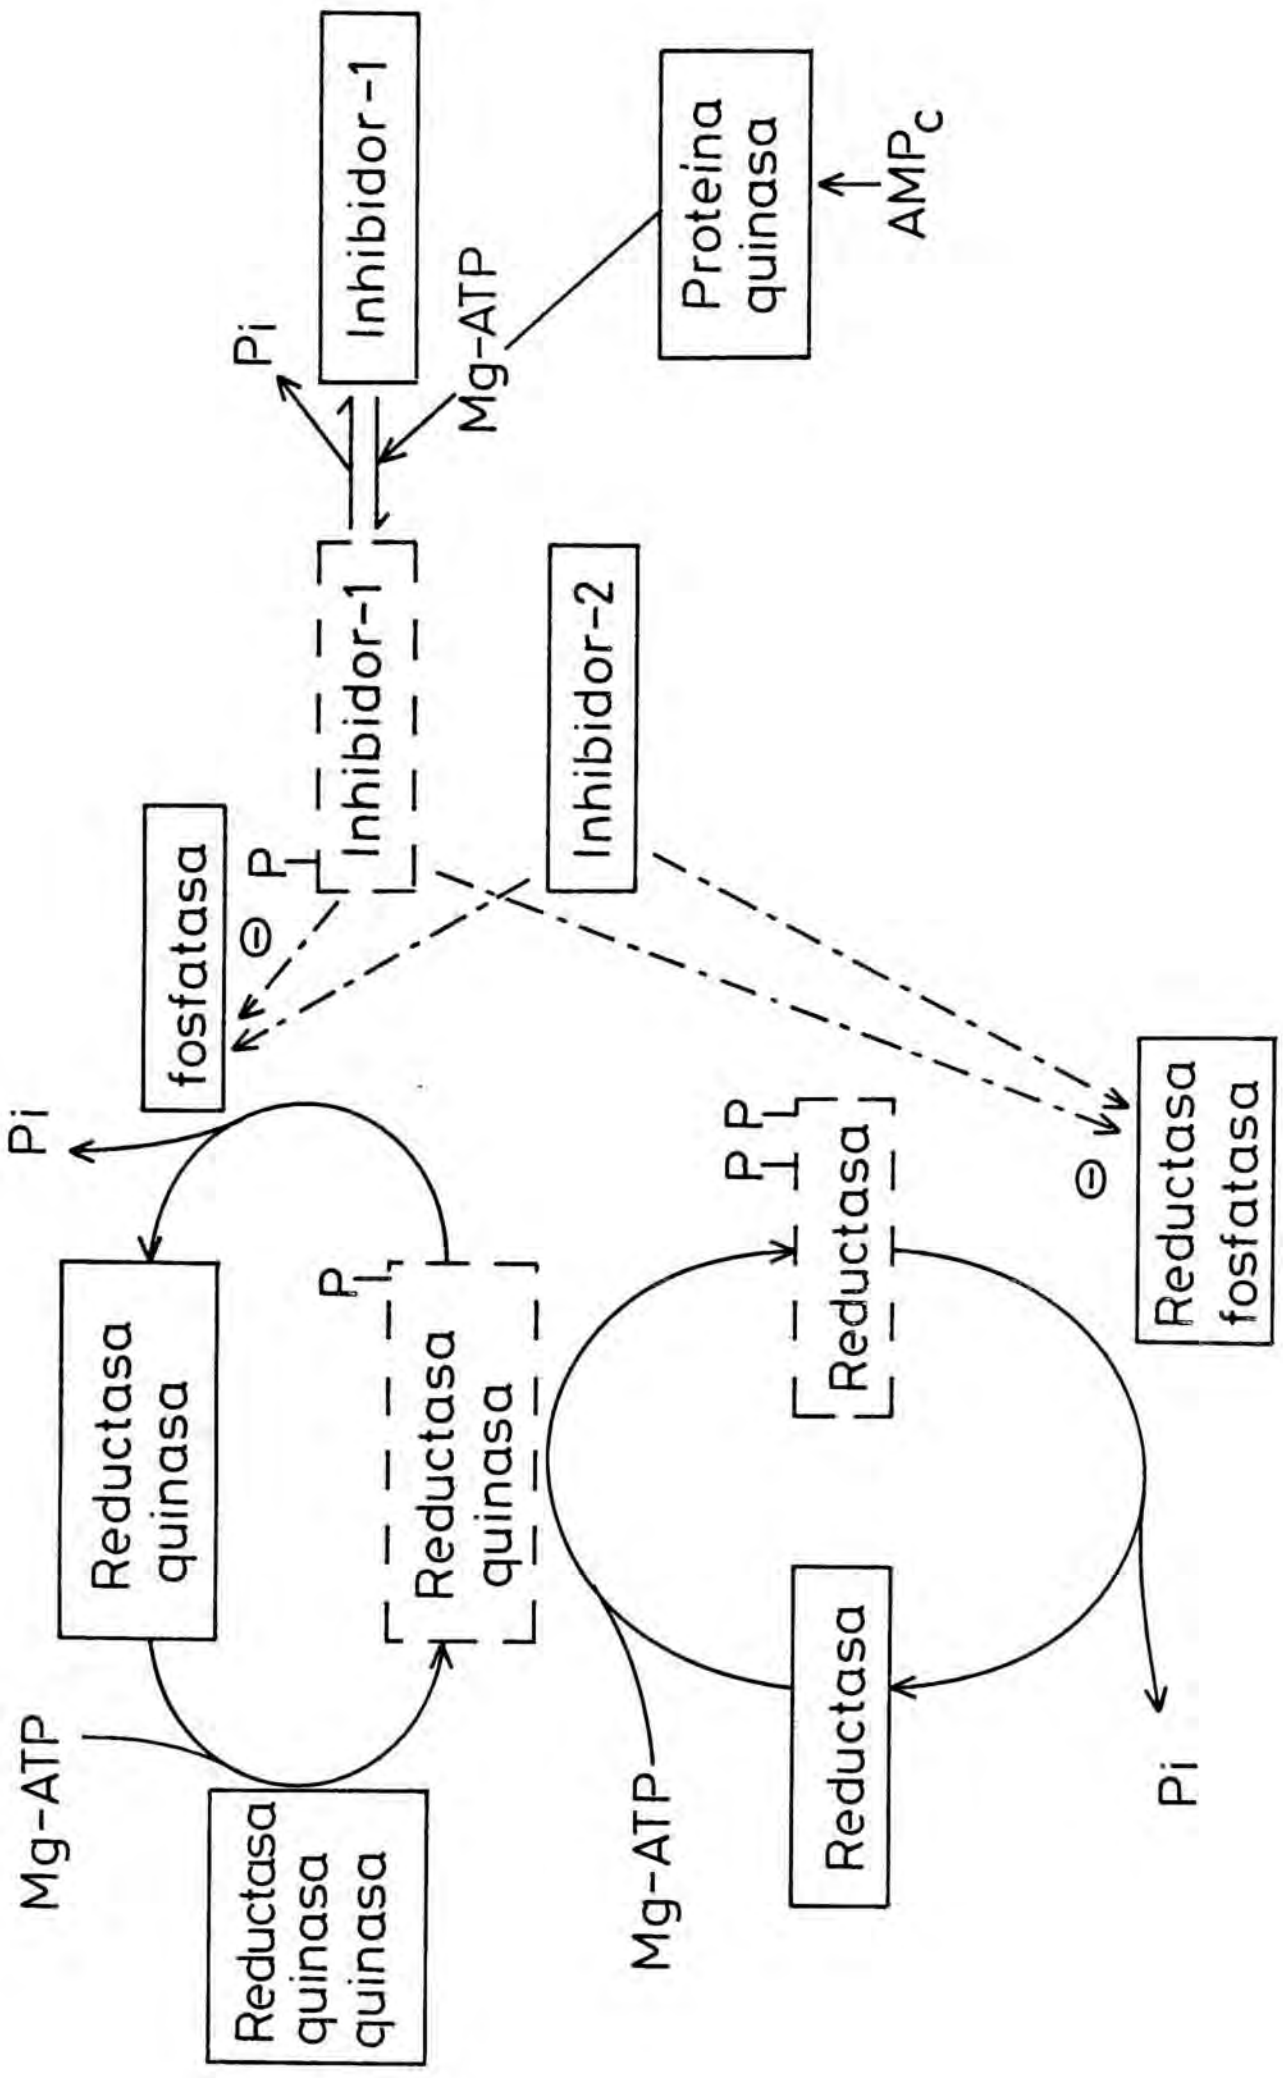 Mg-ATP
Pi
Reductasa
quinasa
fosfatasa
Reductasa
quinasa
quinasa
P
Reductasa
quinasa
⊖
P
Inhibidor-1
Pi
Inhibidor-1
Mg-ATP
Inhibidor-2
Proteína
quinasa
AMPc
Mg-ATP
P P
Reductasa
Reductasa
⊖
Reductasa
fosfatasa
Pi